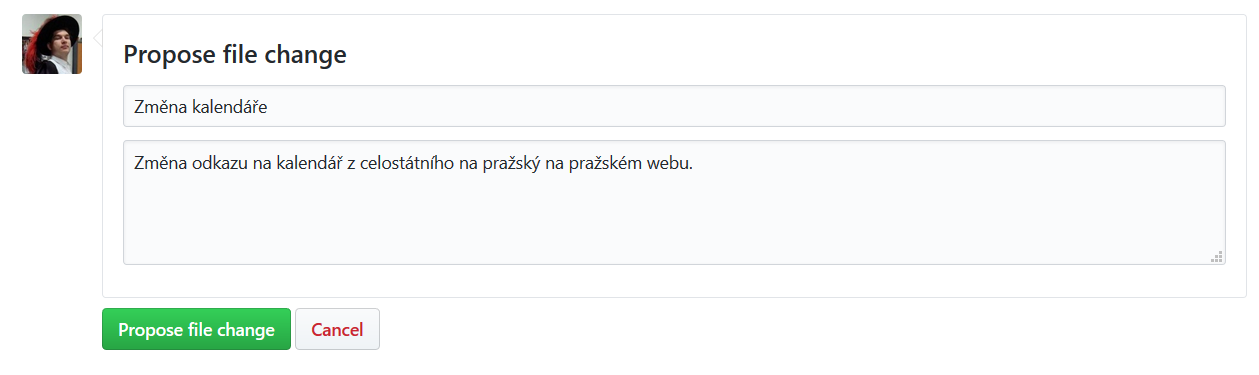 Propose file change
Změna kalendáře
Změna odkazu na kalendář z celostátního na pražský na pražském webu.
Propose file change
Cancel